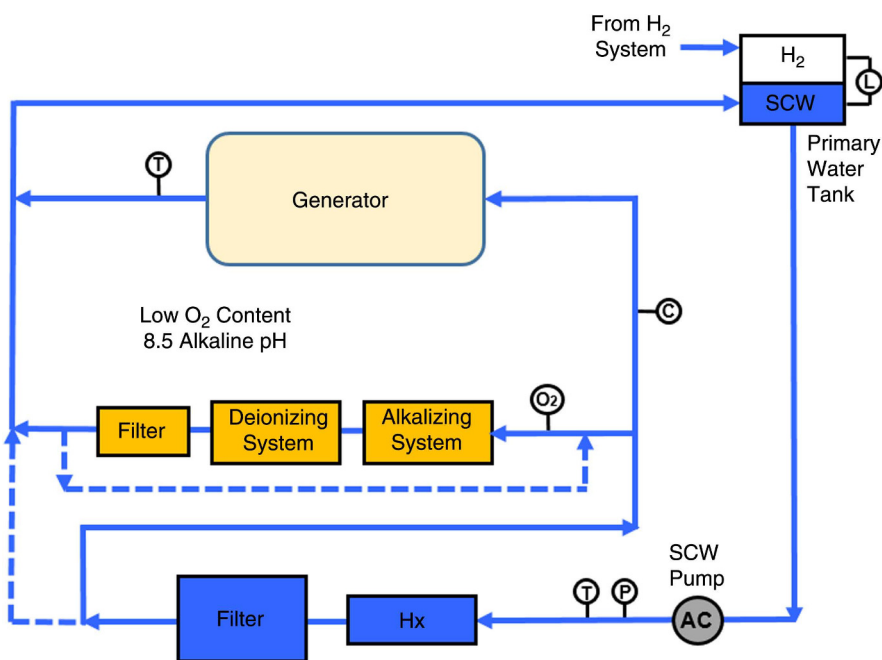 From H₂
System
H₂
L
SCW
Primary
Water
Tank
T
Generator
Low O₂ Content
8.5 Alkaline pH
C
O₂
Filter
Deionizing
System
Alkalizing
System
SCW
Pump
T
P
AC
Filter
Hx